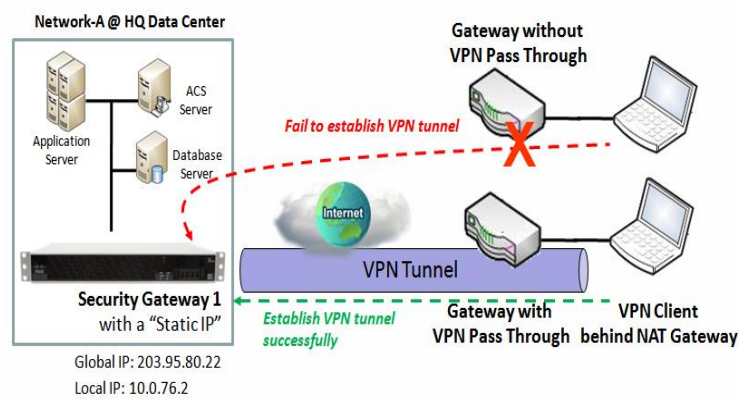 Network-A @ HQ Data Center
ACS
Server
Application
Server
Database
Server
Security Gateway 1
with a “Static IP”
Global IP: 203.95.80.22
Local IP: 10.0.76.2
Gateway without
VPN Pass Through
Fail to establish VPN tunnel
X
Internet
VPN Tunnel
Establish VPN tunnel
successfully
Gateway with
VPN Pass Through
VPN Client
behind NAT Gateway